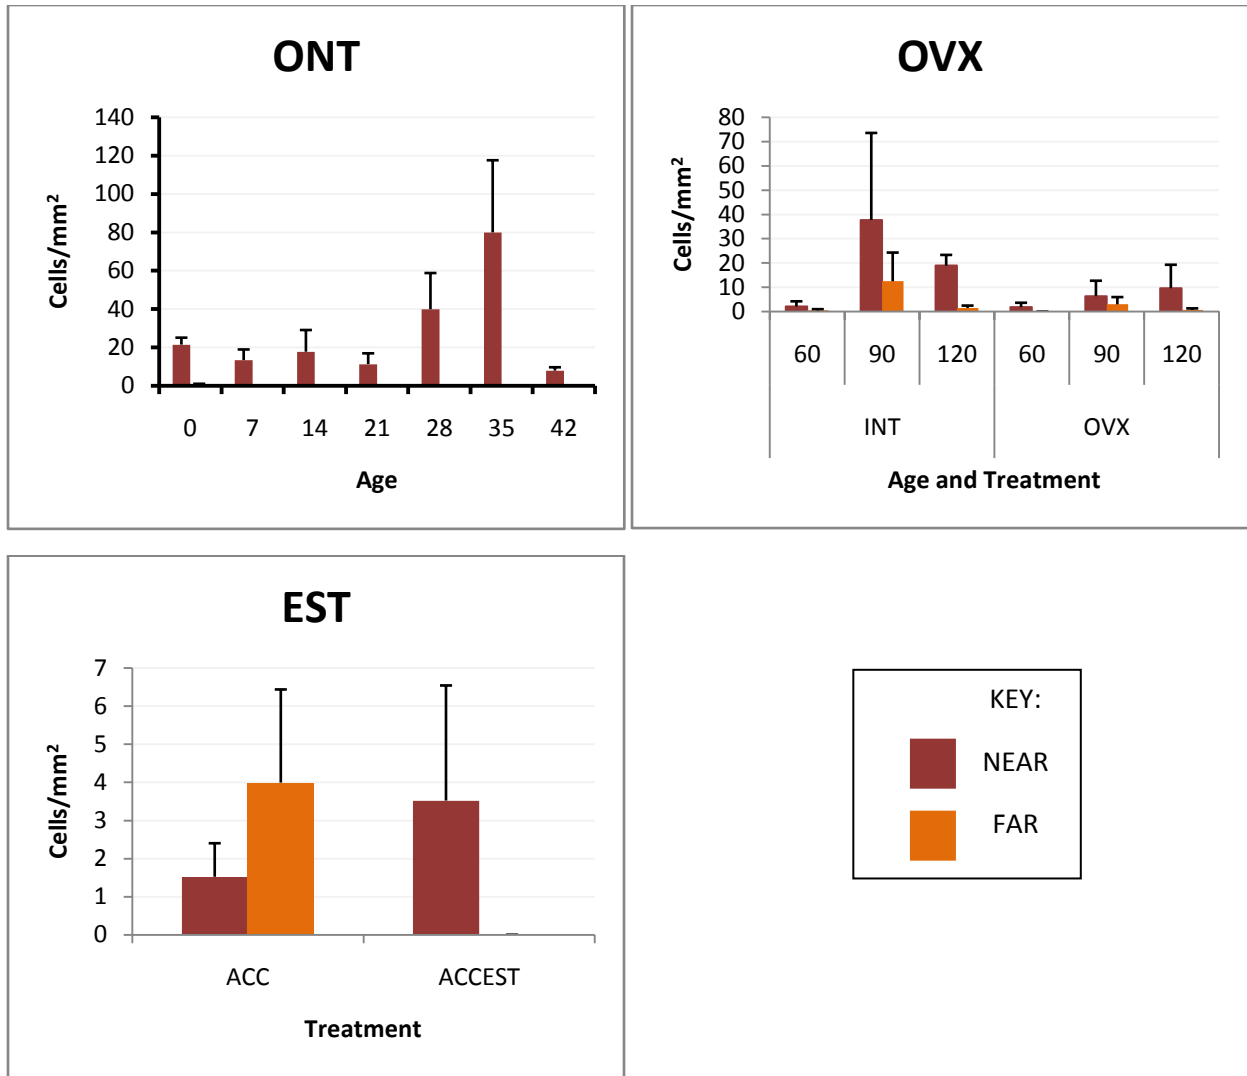 ONT
Cells/mm²
140
120
100
80
60
40
20
0
0 7 14 21 28 35 42
Age
OVX
Cells/mm²
80
70
60
50
40
30
20
10
0
60 90 120 60 90 120
INT OVX
Age and Treatment
EST
Cells/mm²
7
6
5
4
3
2
1
0
ACC ACCEST
Treatment
KEY:
NEAR
FAR